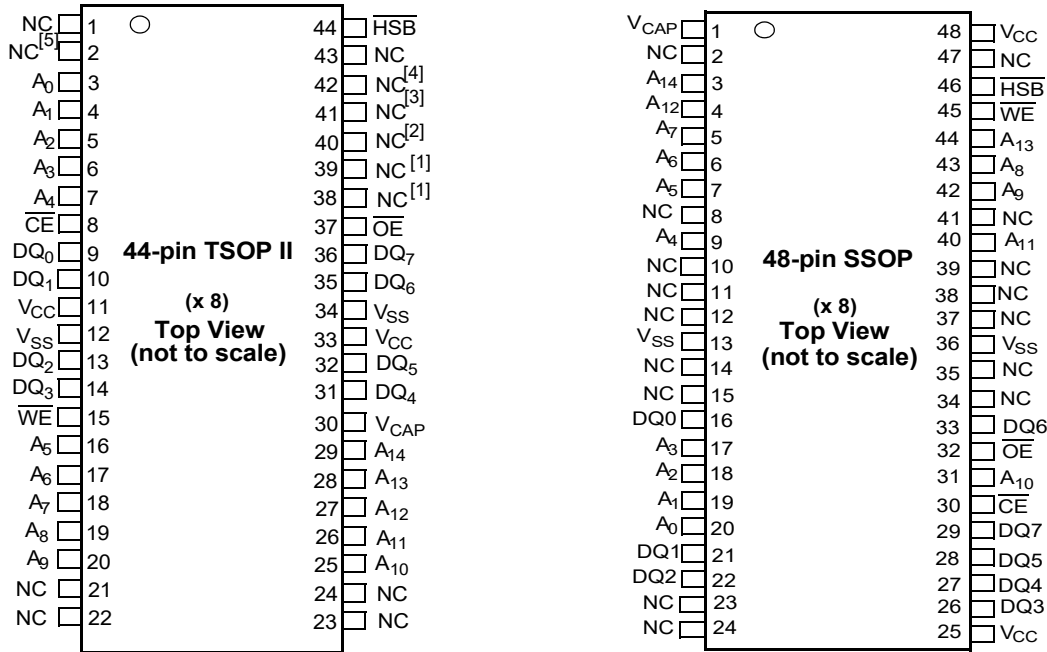 NC 1 44 HSB
NC[5] 2 43 NC
A0 3 42 NC[4]
A1 4 41 NC[3]
A2 5 40 NC[2]
A3 6 39 NC [1]
A4 7 38 NC[1]
CE 8 37 OE
DQ0 9 36 DQ7
DQ1 10 35 DQ6
VCC 11 34 VSS
VSS 12 33 VCC
DQ2 13 32 DQ5
DQ3 14 31 DQ4
WE 15 30 VCAP
A5 16 29 A14
A6 17 28 A13
A7 18 27 A12
A8 19 26 A11
A9 20 25 A10
NC 21 24 NC
NC 22 23 NC
44-pin TSOP II
(x 8)
Top View
(not to scale)
VCAP 1 48 VCC
NC 2 47 NC
A14 3 46 HSB
A12 4 45 WE
A7 5 44 A13
A6 6 43 A8
A5 7 42 A9
NC 8 41 NC
A4 9 40 A11
NC 10 39 NC
NC 11 38 NC
NC 12 37 NC
VSS 13 36 VSS
NC 14 35 NC
NC 15 34 NC
DQ0 16 33 DQ6
A3 17 32 OE
A2 18 31 A10
A1 19 30 CE
A0 20 29 DQ7
DQ1 21 28 DQ5
DQ2 22 27 DQ4
NC 23 26 DQ3
NC 24 25 VCC
48-pin SSOP
(x 8)
Top View
(not to scale)